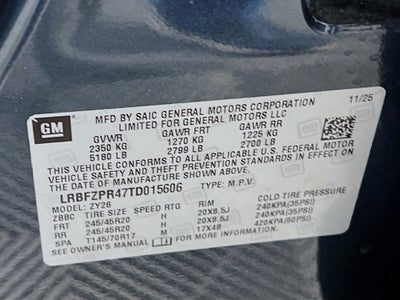 GM
MFD BY SAIC GENERAL MOTORS CORPORATION
LIMITED FOR GENERAL MOTORS LLC
11/25
GVWR GAWR FRT GAWR RR
2350 KG 1270 KG 1225 KG
5180 LB 2799 LB 2700 LB
THIS VEHICLE CONFORMS TO ALL APPLICABLE U.S. FEDERAL MOTOR
VEHICLE SAFETY AND THEFT PREVENTION STANDARDS IN EFFECT ON THE
DATE OF MANUFACTURE SHOWN ABOVE.
LRBFZPR47TD015606 TYPE: M.P.V.
MODEL: ZY26
ZBBC TIRE SIZE SPEED RTG RIM COLD TIRE PRESSURE
FRT 245/45R20 H 20X8.5J 240KPA(35PSI)
RR 245/45R20 H 20X8.5J 240KPA(35PSI)
SPA T145/70R17 M 17X4B 420KPA(60PSI)
SEE OWNER'S MANUAL FOR ADDITIONAL INFORMATION.